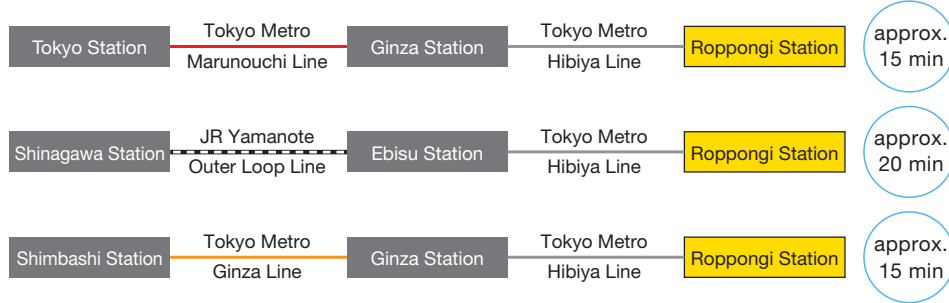 Tokyo Station
Tokyo Metro
Marunouchi Line
Ginza Station
Tokyo Metro
Hibiya Line
Roppongi Station
approx.
15 min
Shinagawa Station
JR Yamanote
Outer Loop Line
Ebisu Station
Tokyo Metro
Hibiya Line
Roppongi Station
approx.
20 min
Shimbashi Station
Tokyo Metro
Ginza Line
Ginza Station
Tokyo Metro
Hibiya Line
Roppongi Station
approx.
15 min